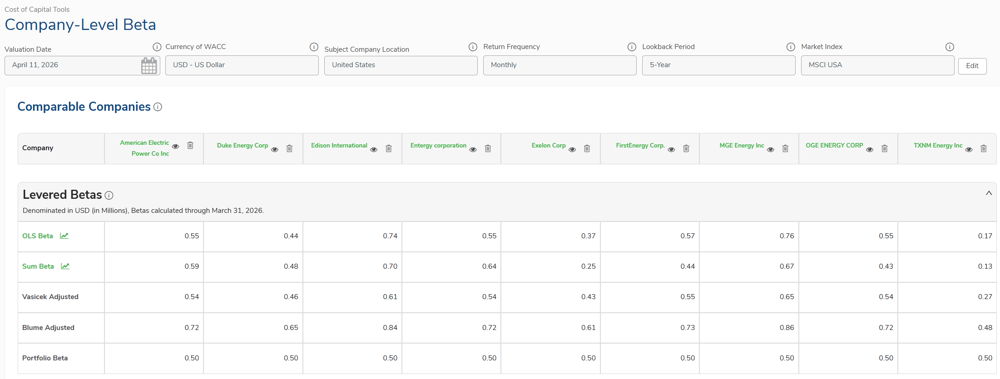 Cost of Capital Tools
Company-Level Beta
Valuation Date Currency of WACC Subject Company Location Return Frequency Lookback Period Market Index
April 11, 2026 USD - US Dollar United States Monthly 5-Year MSCI USA Edit
Comparable Companies
Company American Electric Power Co Inc Duke Energy Corp Edison International Entergy corporation Exelon Corp FirstEnergy Corp. MGE Energy Inc OGE ENERGY CORP TXNM Energy Inc
Levered Betas
Denominated in USD (in Millions), Betas calculated through March 31, 2026.
OLS Beta 0.55 0.44 0.74 0.55 0.37 0.57 0.76 0.55 0.17
Sum Beta 0.59 0.48 0.70 0.64 0.25 0.44 0.67 0.43 0.13
Vasicek Adjusted 0.54 0.46 0.61 0.54 0.43 0.55 0.65 0.54 0.27
Blume Adjusted 0.72 0.65 0.84 0.72 0.61 0.73 0.86 0.72 0.48
Portfolio Beta 0.50 0.50 0.50 0.50 0.50 0.50 0.50 0.50 0.50